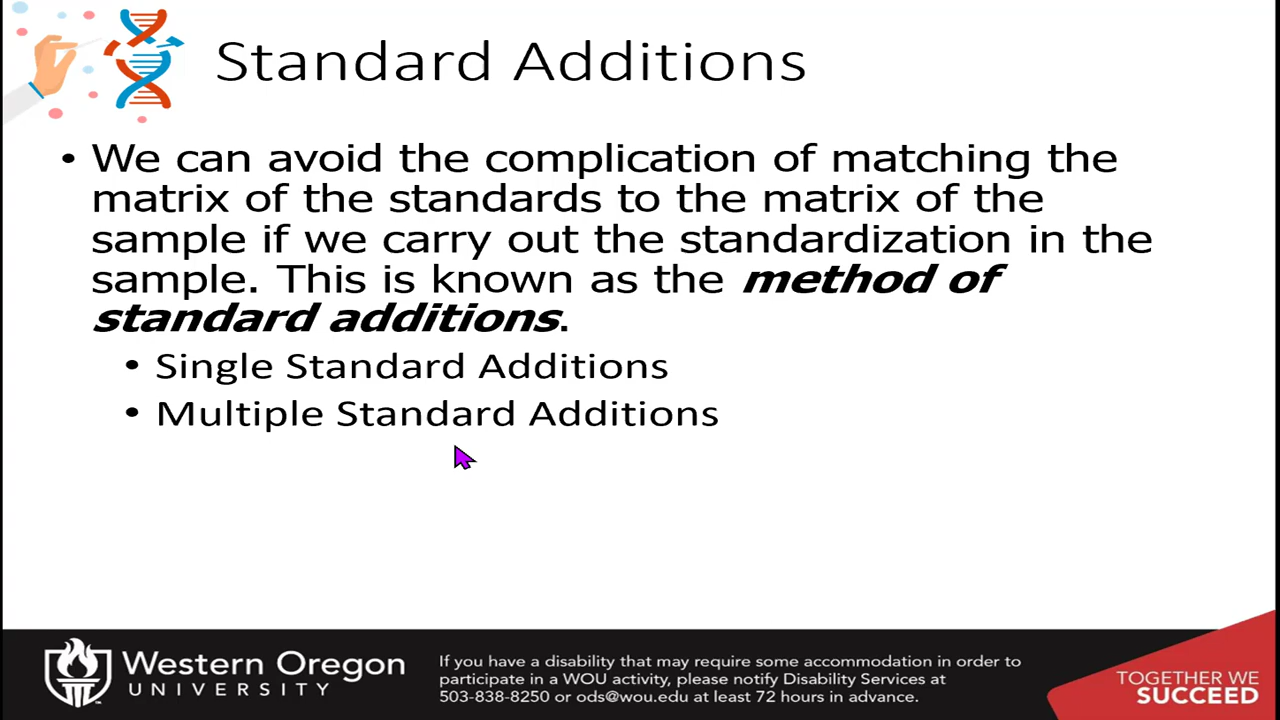 Standard Additions
• We can avoid the complication of matching the
matrix of the standards to the matrix of the
sample if we carry out the standardization in the
sample. This is known as the method of
standard additions.
• Single Standard Additions
• Multiple Standard Additions
Western Oregon
UNIVERSITY
If you have a disability that may require some accommodation in order to
participate in a WOU activity, please notify Disability Services at
503-838-8250 or ods@wou.edu at least 72 hours in advance.
TOGETHER WE
SUCCEED